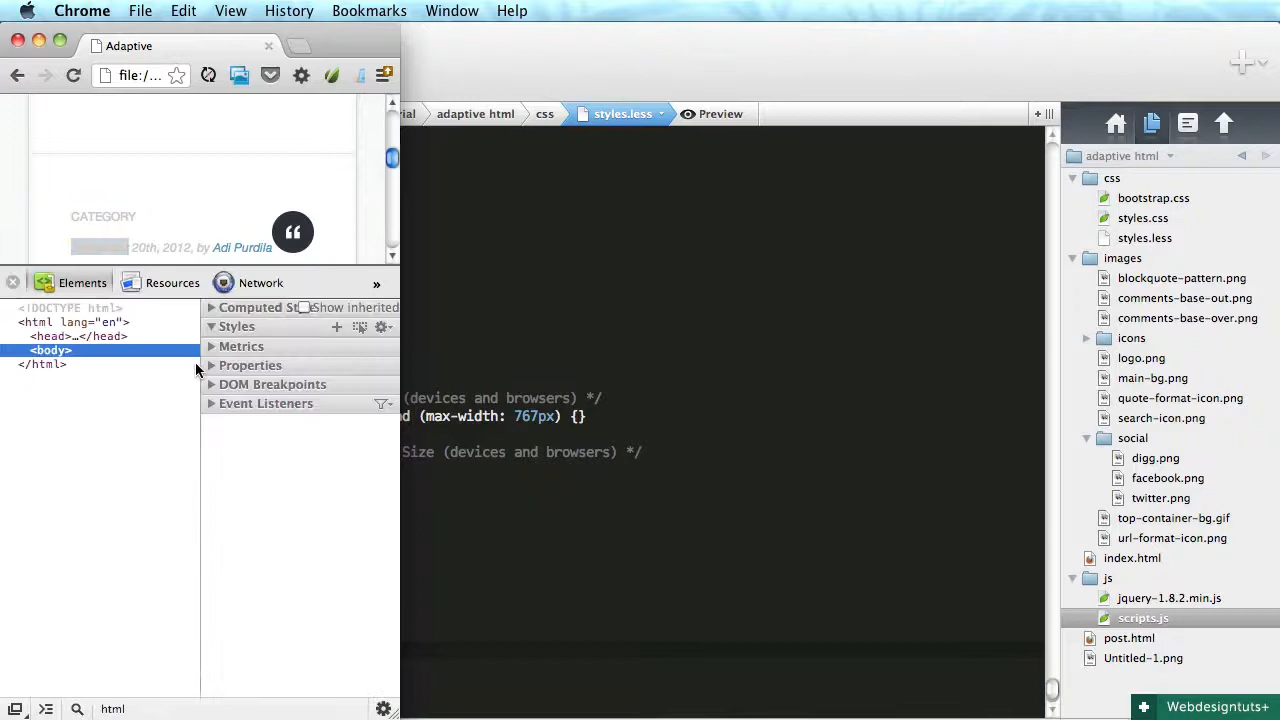 Chrome File Edit View History Bookmarks Window Help
Adaptive
file:/...
adaptive html css styles.less Preview
CATEGORY
20th, 2012, by Adi Purdila
Elements Resources Network »
<!DOCTYPE html>
<html lang="en">
<head>…</head>
<body>
</html>
Show inherited
Styles
Metrics
Properties
DOM Breakpoints
Event Listeners
html
(devices and browsers) */
(max-width: 767px) {}
Size (devices and browsers) */
adaptive html
css
bootstrap.css
styles.css
styles.less
images
blockquote-pattern.png
comments-base-out.png
comments-base-over.png
icons
logo.png
main-bg.png
quote-format-icon.png
search-icon.png
social
digg.png
facebook.png
twitter.png
top-container-bg.gif
url-format-icon.png
index.html
js
jquery-1.8.2.min.js
scripts.js
post.html
Untitled-1.png
Webdesigntuts+